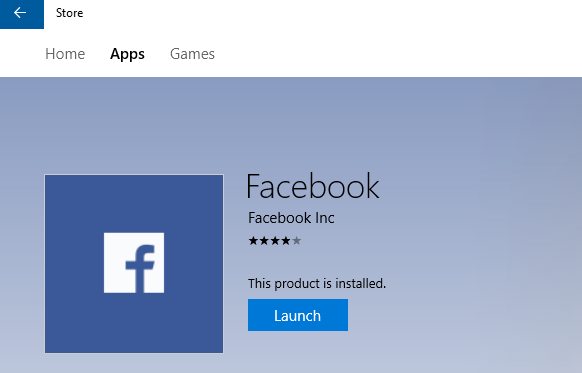 Store
Home Apps Games
Facebook
Facebook Inc
This product is installed.
Launch